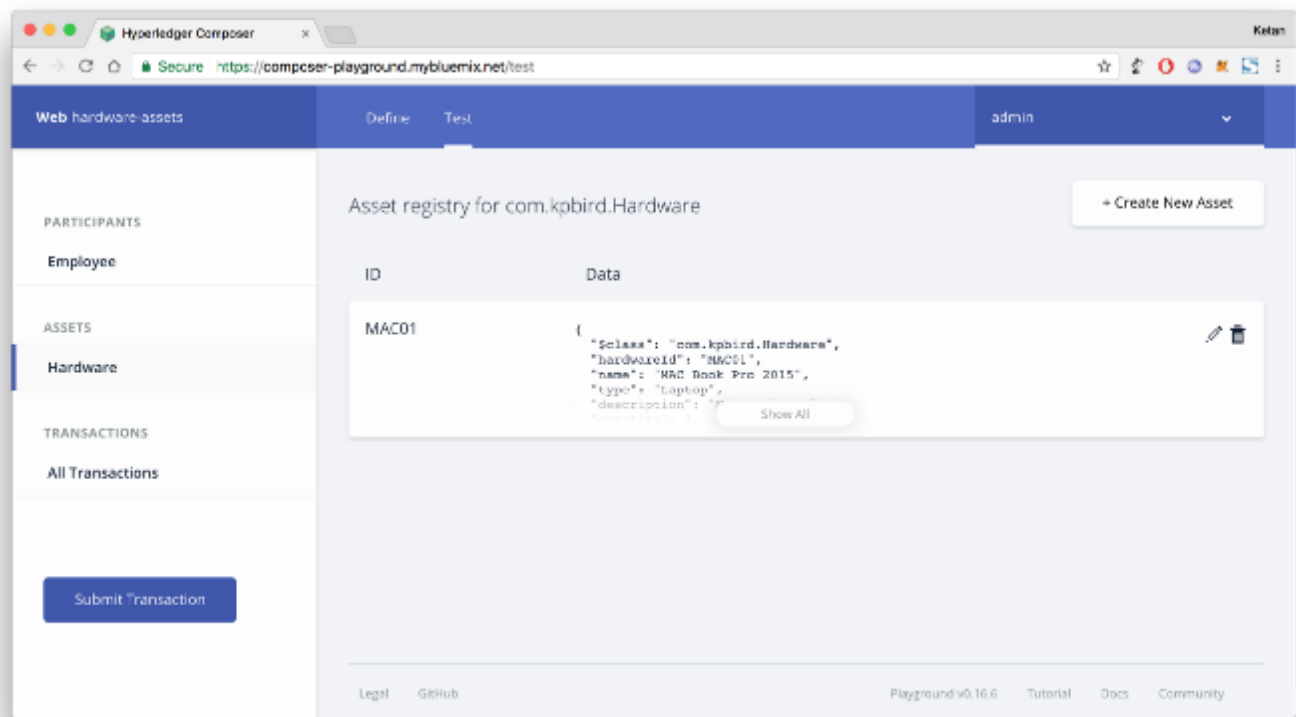 Hyperledger Composer
Ketan
Secure https://composer-playground.mybluemix.net/test
Web hardware-assets
Define Test
admin
Asset registry for com.kpbird.Hardware
+ Create New Asset
PARTICIPANTS
Employee
ID Data
ASSETS
Hardware
MAC01
{
"$class": "com.kpbird.Hardware",
"hardwareId": "MAC01",
"name": "MAC Book Pro 2015",
"type": "Laptop",
"description":
Show All
TRANSACTIONS
All Transactions
Submit Transaction
Legal GitHub
Playground v0.16.6 Tutorial Docs Community